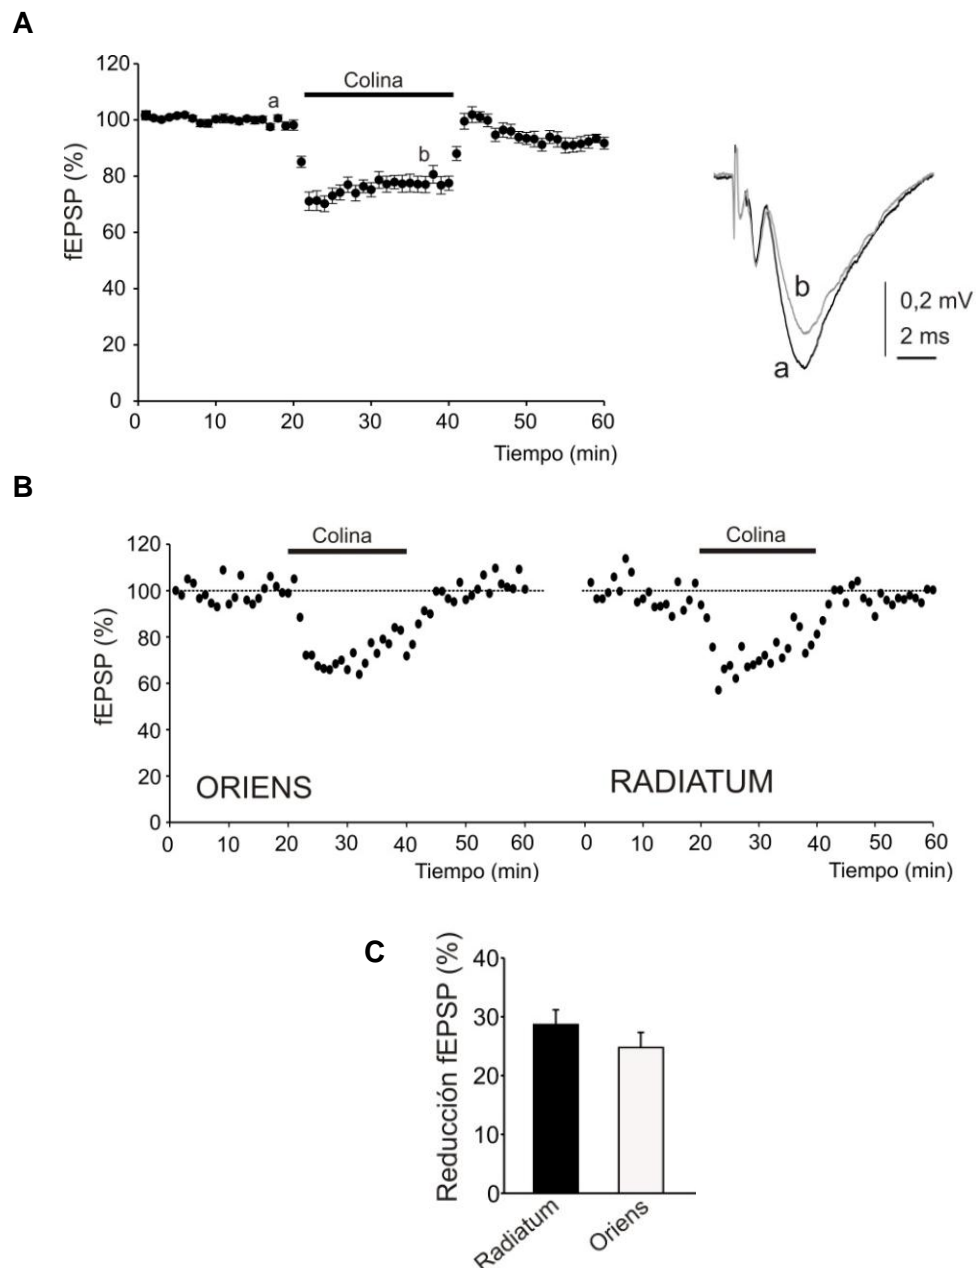 A
120
100
80
60
40
20
0
fEPSP (%)
Colina
a
b
0 10 20 30 40 50 60
Tiempo (min)
b
a
0,2 mV
2 ms
B
120
100
80
60
40
20
0
fEPSP (%)
Colina
ORIENS
0 10 20 30 40 50 60
Tiempo (min)
Colina
RADIATUM
0 10 20 30 40 50 60
Tiempo (min)
C
40
30
20
10
0
Reducción fEPSP (%)
Radiatum
Oriens